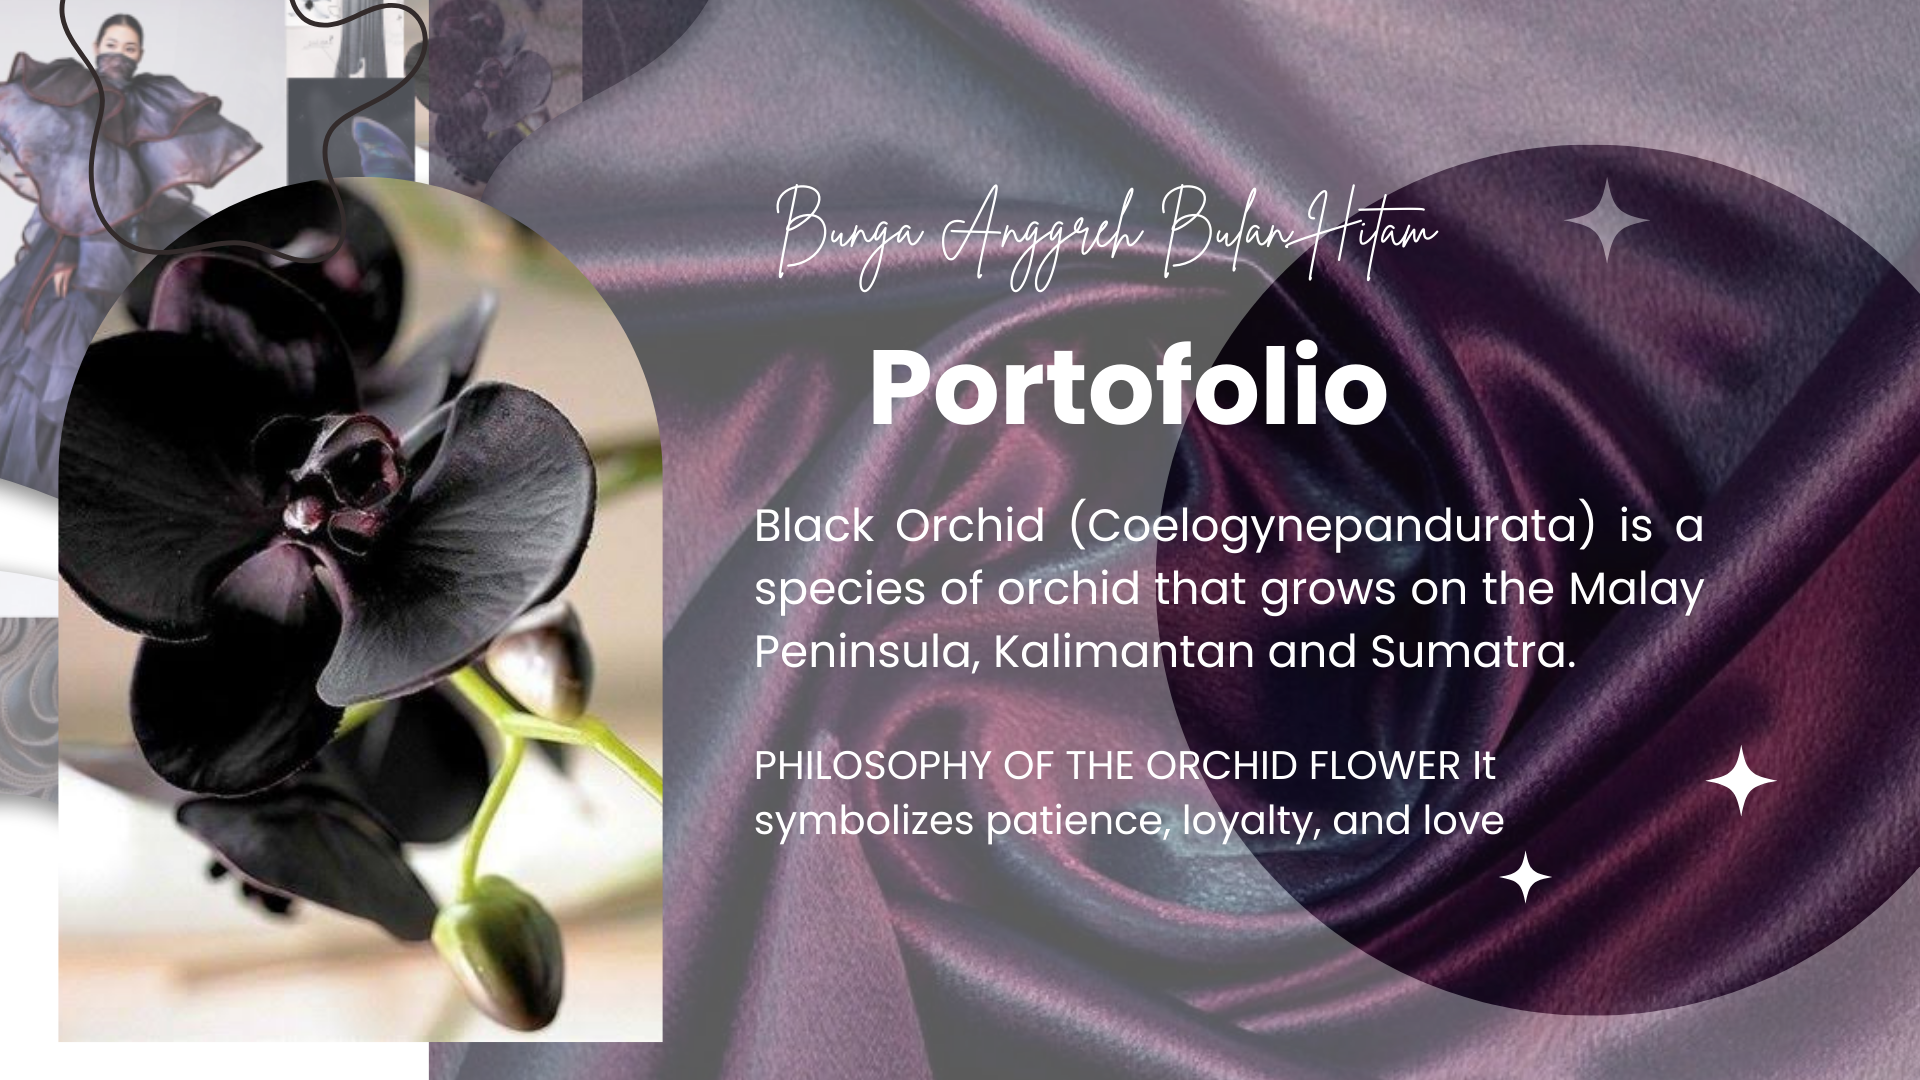 Bunga Anggreh Bulan Hitam
Portofolio
Black Orchid (Coelogynepandurata) is a
species of orchid that grows on the Malay
Peninsula, Kalimantan and Sumatra.
PHILOSOPHY OF THE ORCHID FLOWER It
symbolizes patience, loyalty, and love